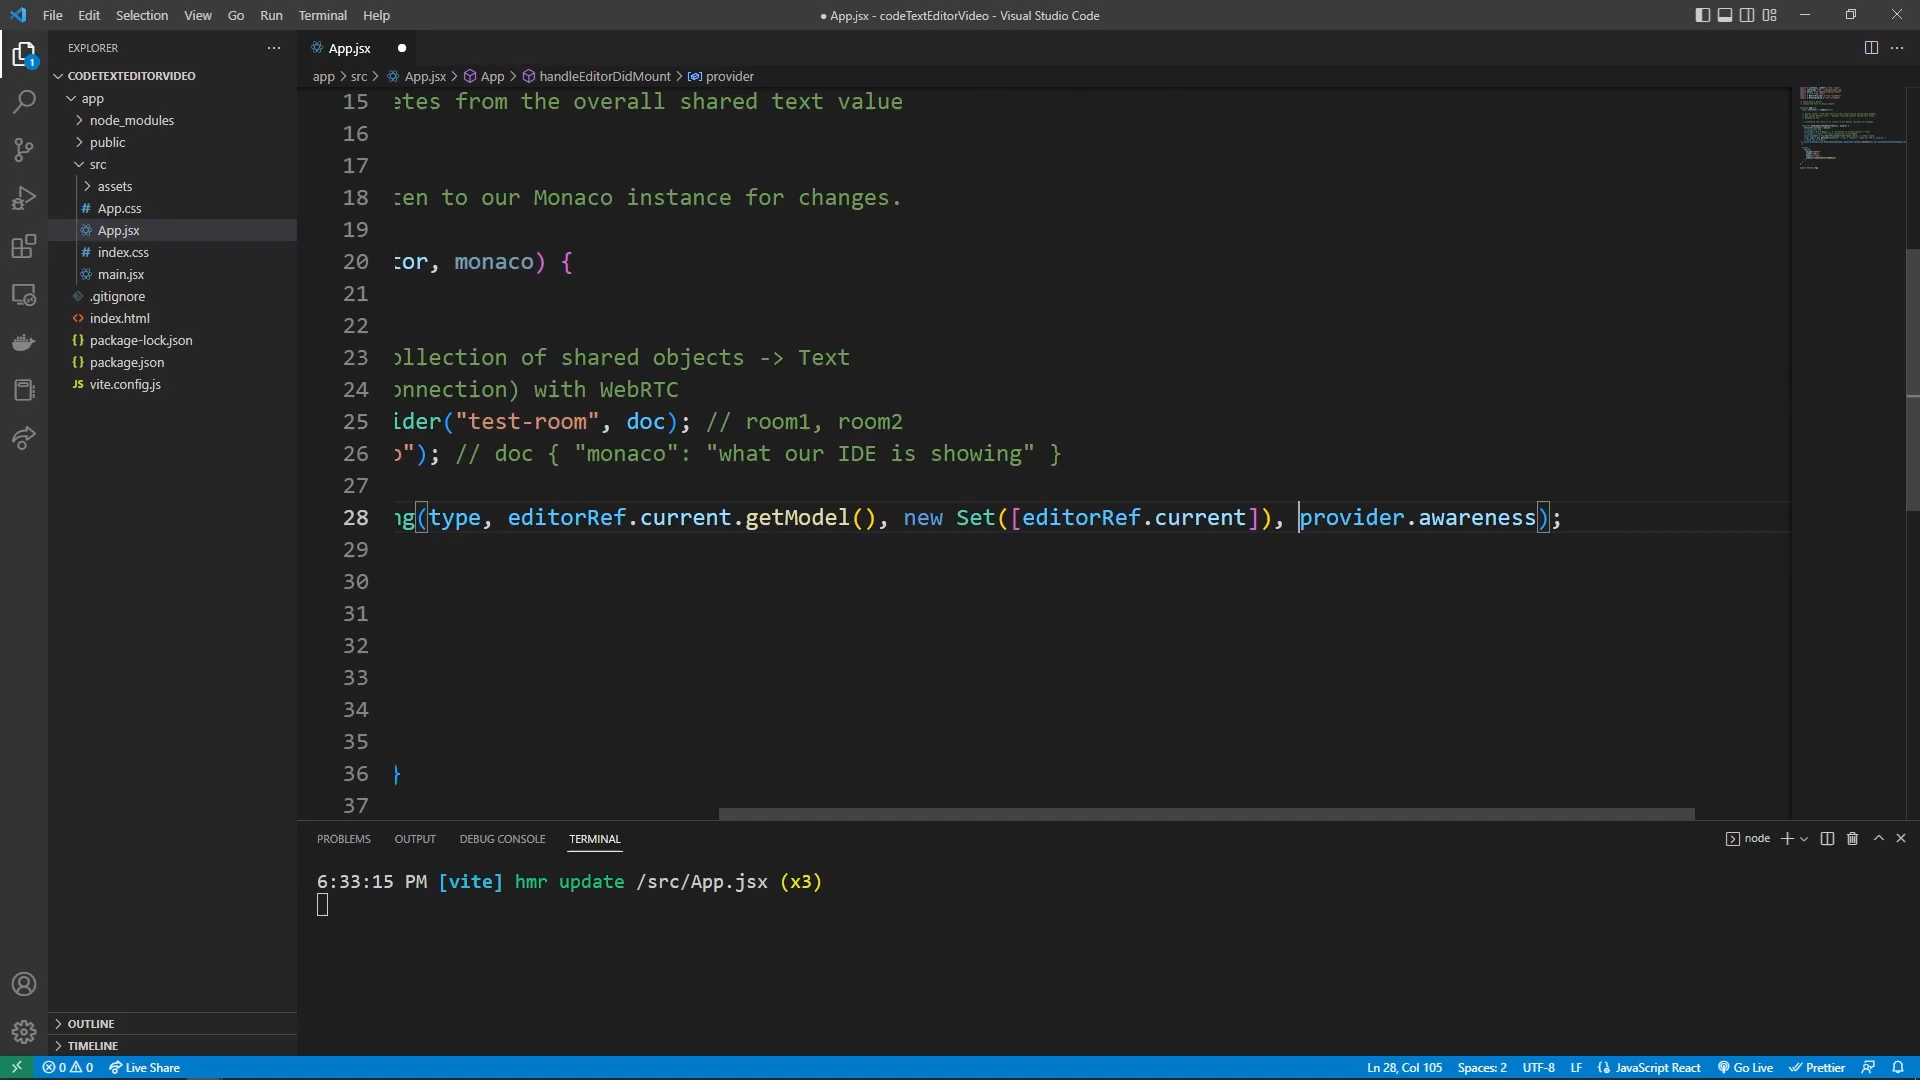 File Edit Selection View Go Run Terminal Help
● App.jsx - codeTextEditorVideo - Visual Studio Code
EXPLORER
CODETEXTEDITORVIDEO
app
node_modules
public
src
assets
# App.css
App.jsx
# index.css
main.jsx
.gitignore
<> index.html
{} package-lock.json
{} package.json
JS vite.config.js
OUTLINE
TIMELINE
1
App.jsx
app > src > App.jsx > App > handleEditorDidMount > provider
15 etes from the overall shared text value
16
17
18 ten to our Monaco instance for changes.
19
20 tor, monaco) {
21
22
23 ollection of shared objects -> Text
24 onnection) with WebRTC
25 ider("test-room", doc); // room1, room2
26 o"); // doc { "monaco": "what our IDE is showing" }
27
28 ng(type, editorRef.current.getModel(), new Set([editorRef.current]), provider.awareness);
29
30
31
32
33
34
35
36 }
37
PROBLEMS OUTPUT DEBUG CONSOLE TERMINAL
node
6:33:15 PM [vite] hmr update /src/App.jsx (x3)
0 0 Live Share
Ln 28, Col 105 Spaces: 2 UTF-8 LF {} JavaScript React Go Live Prettier